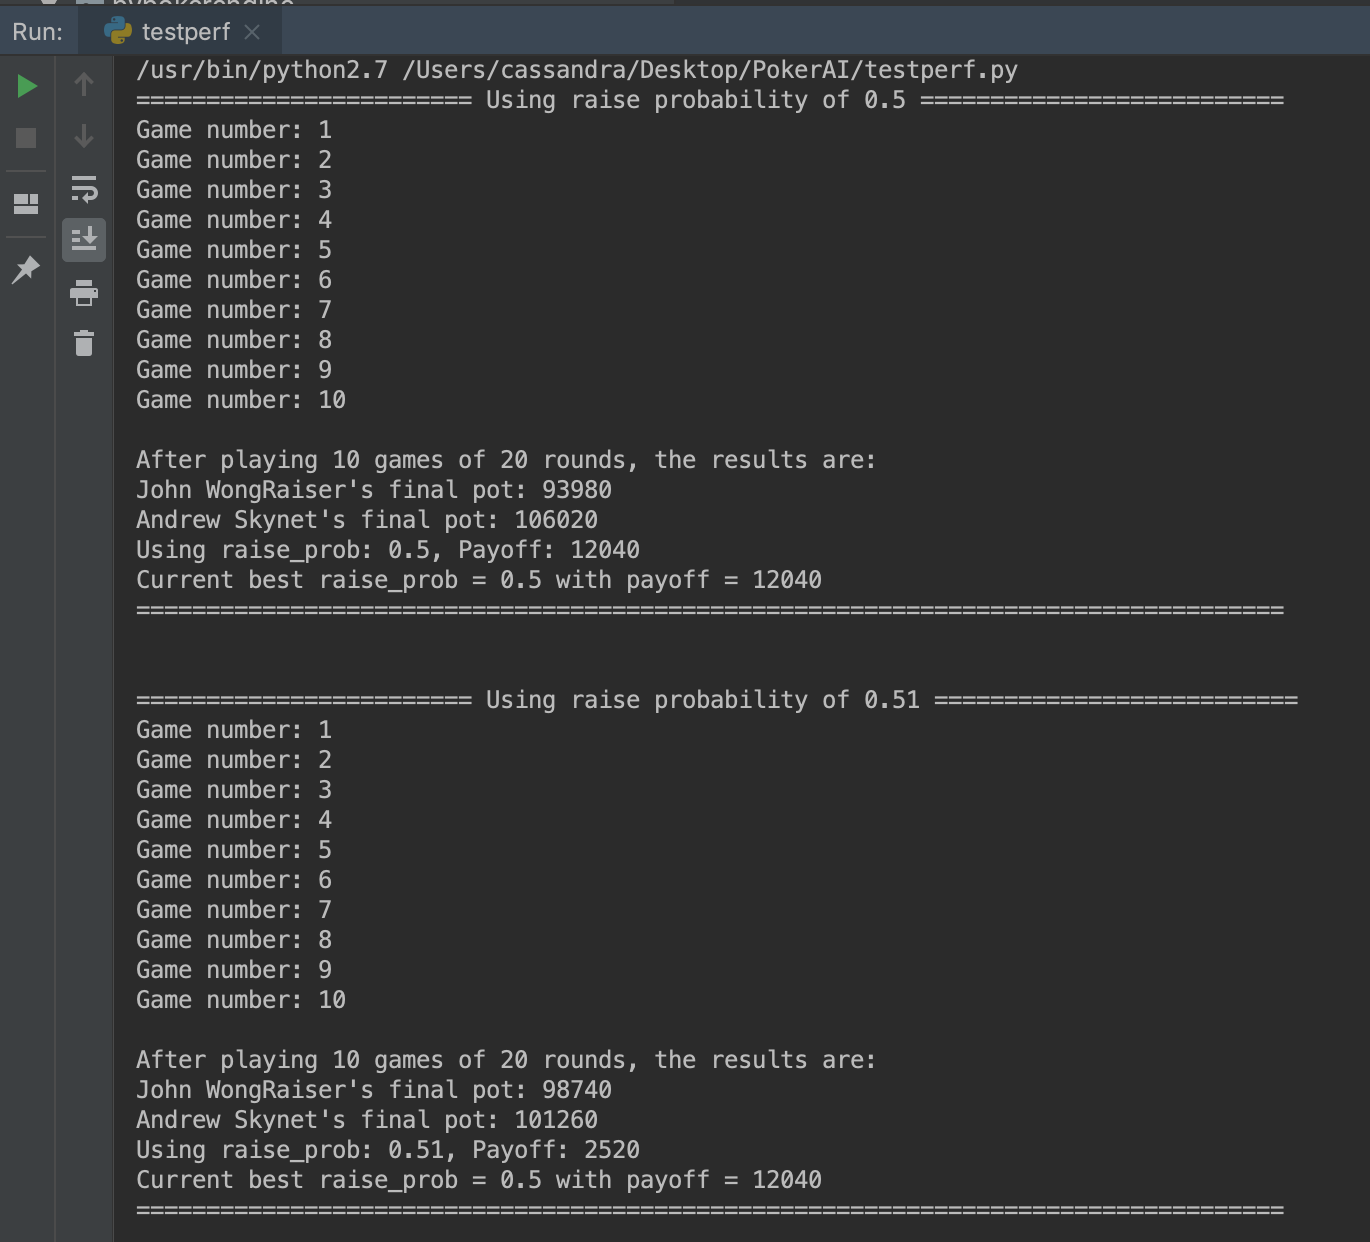 pypokerengine
Run: testperf
/usr/bin/python2.7 /Users/cassandra/Desktop/PokerAI/testperf.py
======================== Using raise probability of 0.5 ==========================
Game number: 1
Game number: 2
Game number: 3
Game number: 4
Game number: 5
Game number: 6
Game number: 7
Game number: 8
Game number: 9
Game number: 10
After playing 10 games of 20 rounds, the results are:
John WongRaiser's final pot: 93980
Andrew Skynet's final pot: 106020
Using raise_prob: 0.5, Payoff: 12040
Current best raise_prob = 0.5 with payoff = 12040
==================================================================================
======================== Using raise probability of 0.51 ==========================
Game number: 1
Game number: 2
Game number: 3
Game number: 4
Game number: 5
Game number: 6
Game number: 7
Game number: 8
Game number: 9
Game number: 10
After playing 10 games of 20 rounds, the results are:
John WongRaiser's final pot: 98740
Andrew Skynet's final pot: 101260
Using raise_prob: 0.51, Payoff: 2520
Current best raise_prob = 0.5 with payoff = 12040
==================================================================================